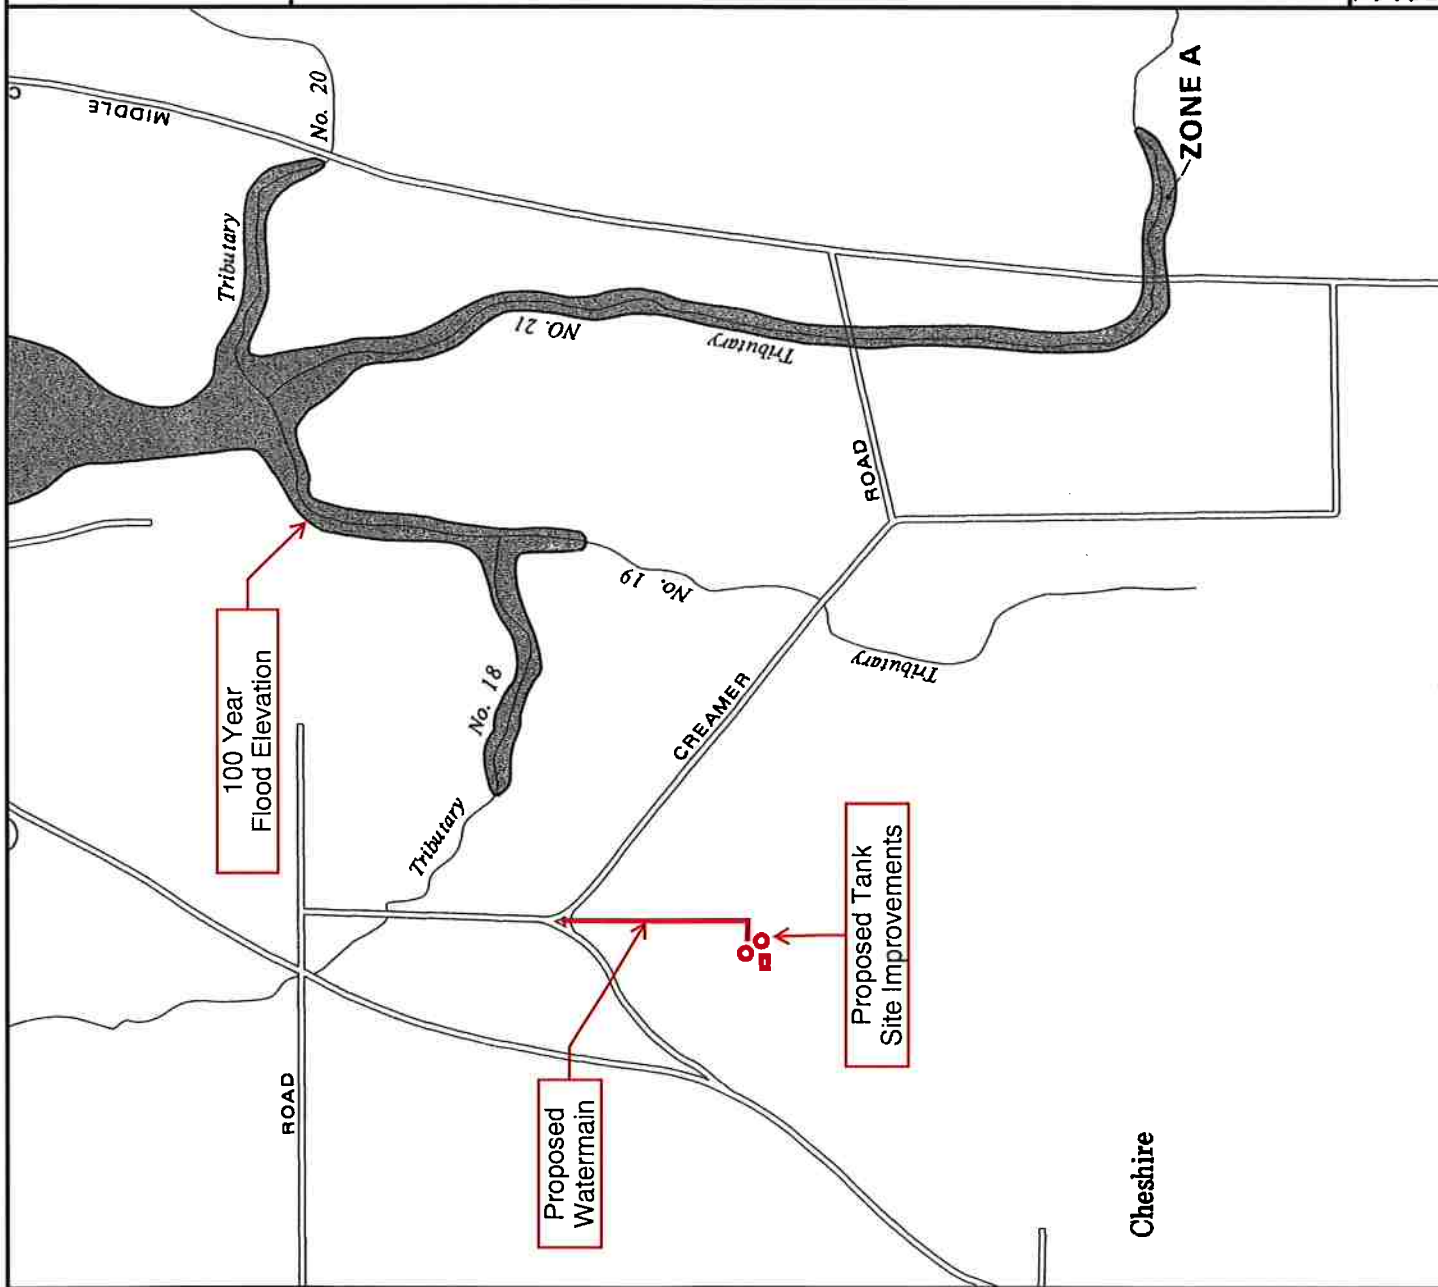 No. 20
MIDDLE
C
ZONE A
Tributary
NO. 21
Tributary
ROAD
100 Year
Flood Elevation
No. 19
No. 18
Tributary
CREAMER
Tributary
Proposed Tank
Site Improvements
ROAD
Proposed
Watermain
Cheshire